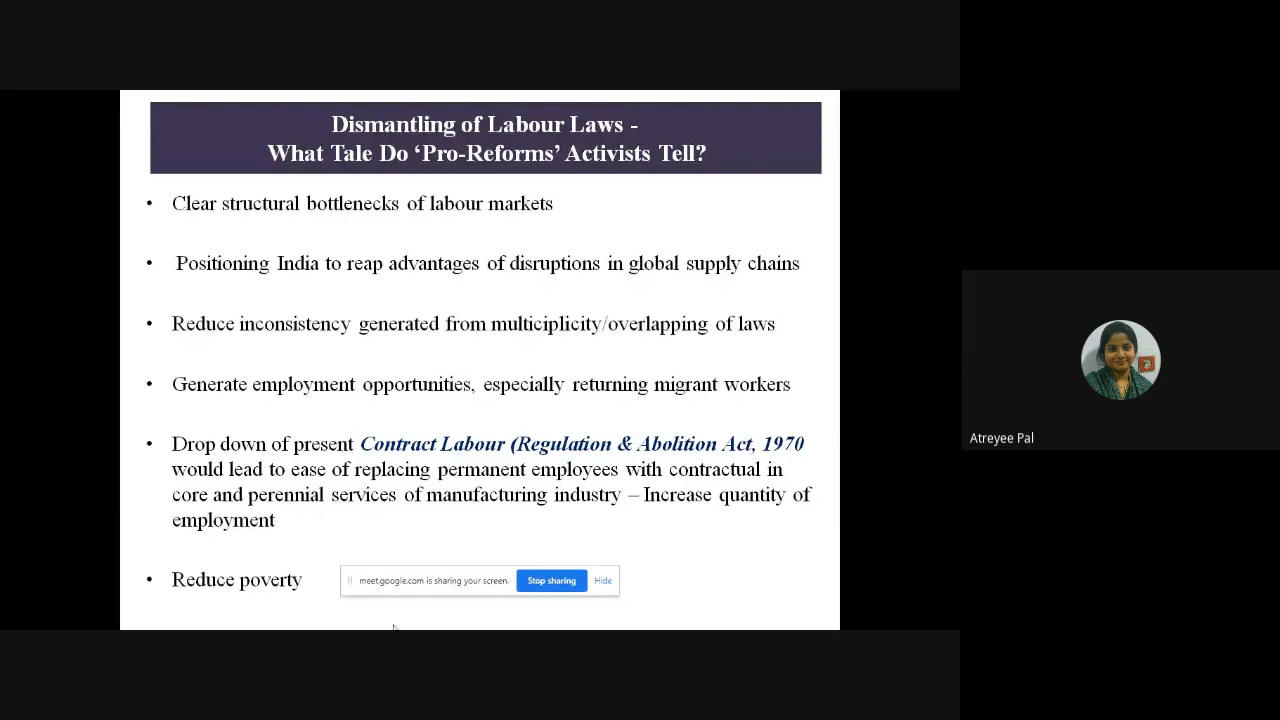 Dismantling of Labour Laws -
What Tale Do ‘Pro-Reforms’ Activists Tell?
• Clear structural bottlenecks of labour markets
• Positioning India to reap advantages of disruptions in global supply chains
• Reduce inconsistency generated from multiciplicity/overlapping of laws
• Generate employment opportunities, especially returning migrant workers
• Drop down of present Contract Labour (Regulation & Abolition Act, 1970
would lead to ease of replacing permanent employees with contractual in
core and perennial services of manufacturing industry – Increase quantity of
employment
• Reduce poverty
meet.google.com is sharing your screen. Stop sharing Hide
Atreyee Pal